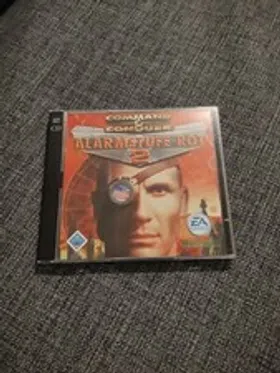 COMMAND
&
CONQUER
ALARMSTUFE ROT
2
EA